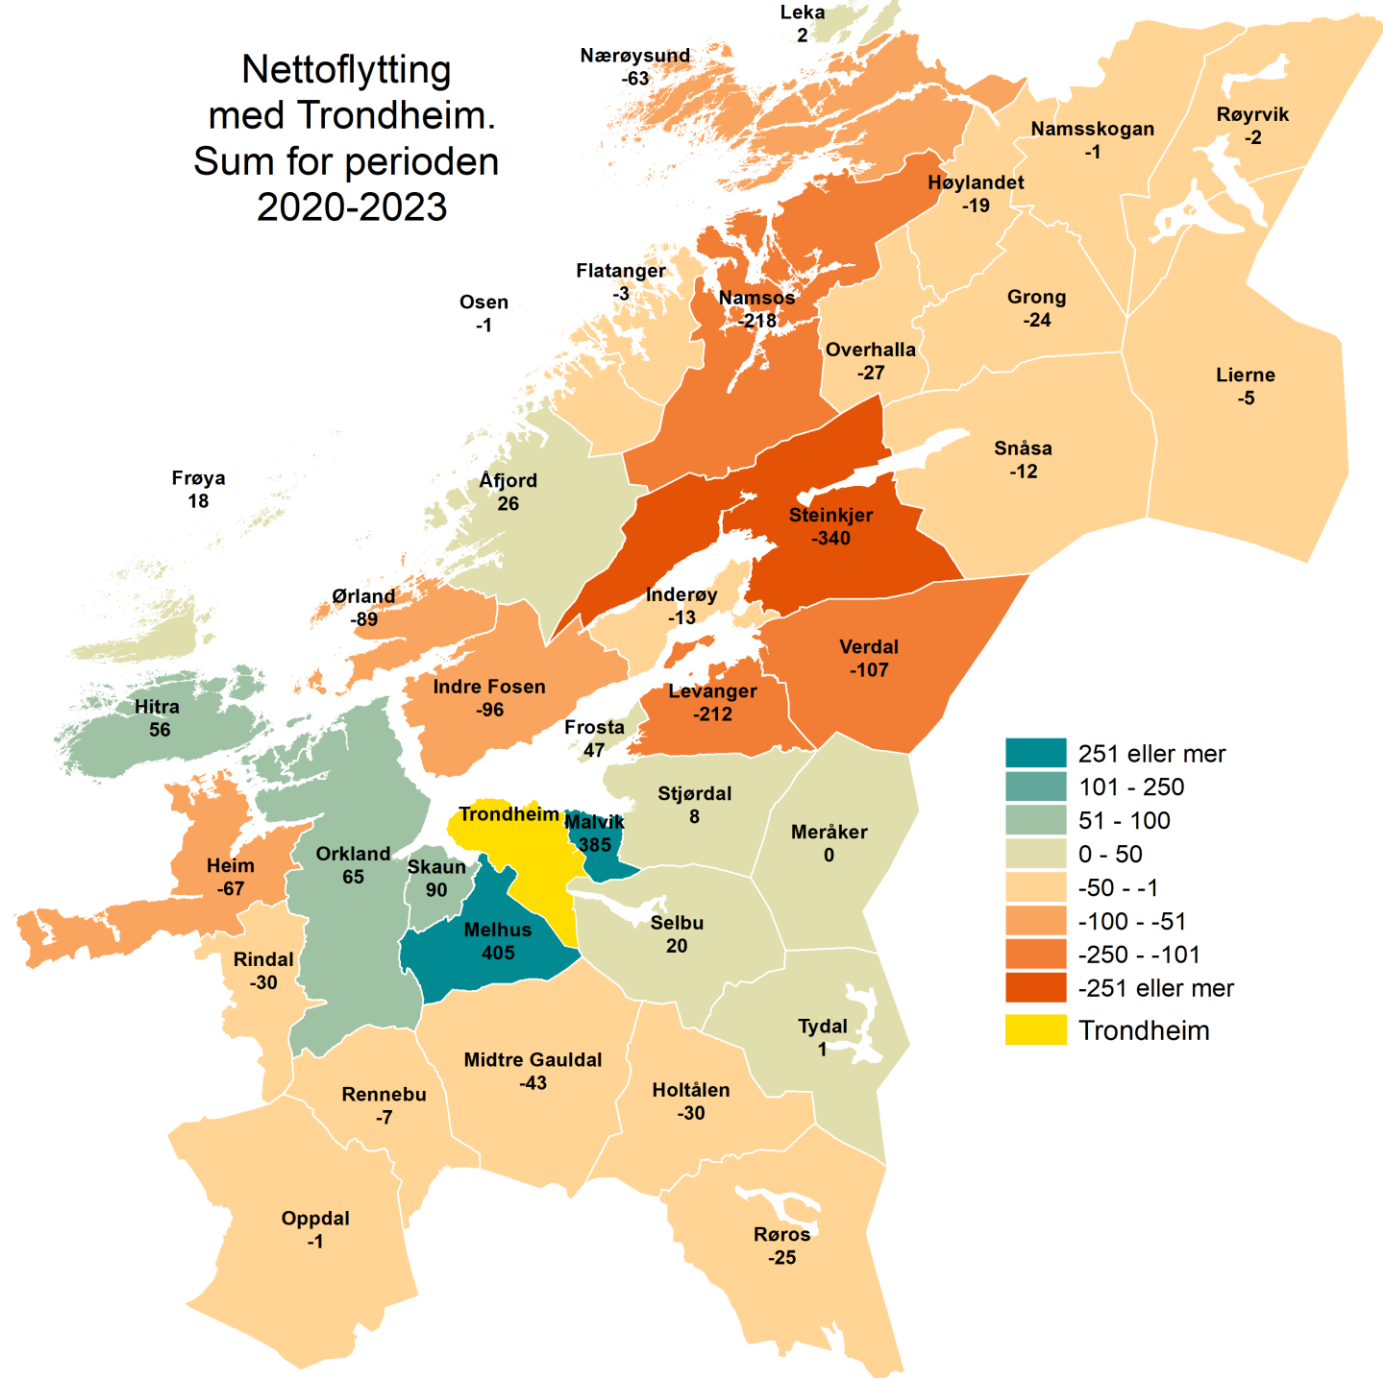 Nettoflytting
med Trondheim.
Sum for perioden
2020-2023
Leka
2
Nærøysund
-63
Namsskogan
-1
Røyrvik
-2
Høylandet
-19
Flatanger
-3
Osen
-1
Namsos
-218
Grong
-24
Overhalla
-27
Lierne
-5
Snåsa
-12
Frøya
18
Åfjord
26
Steinkjer
-340
Ørland
-89
Inderøy
-13
Verdal
-107
Indre Fosen
-96
Levanger
-212
Hitra
56
Frosta
47
Stjørdal
8
Meråker
0
Trondheim
Malvik
385
Orkland
65
Skaun
90
Heim
-67
Melhus
405
Selbu
20
Rindal
-30
Tydal
1
Midtre Gauldal
-43
Holtålen
-30
Rennebu
-7
Oppdal
-1
Røros
-25
251 eller mer
101 - 250
51 - 100
0 - 50
-50 - -1
-100 - -51
-250 - -101
-251 eller mer
Trondheim